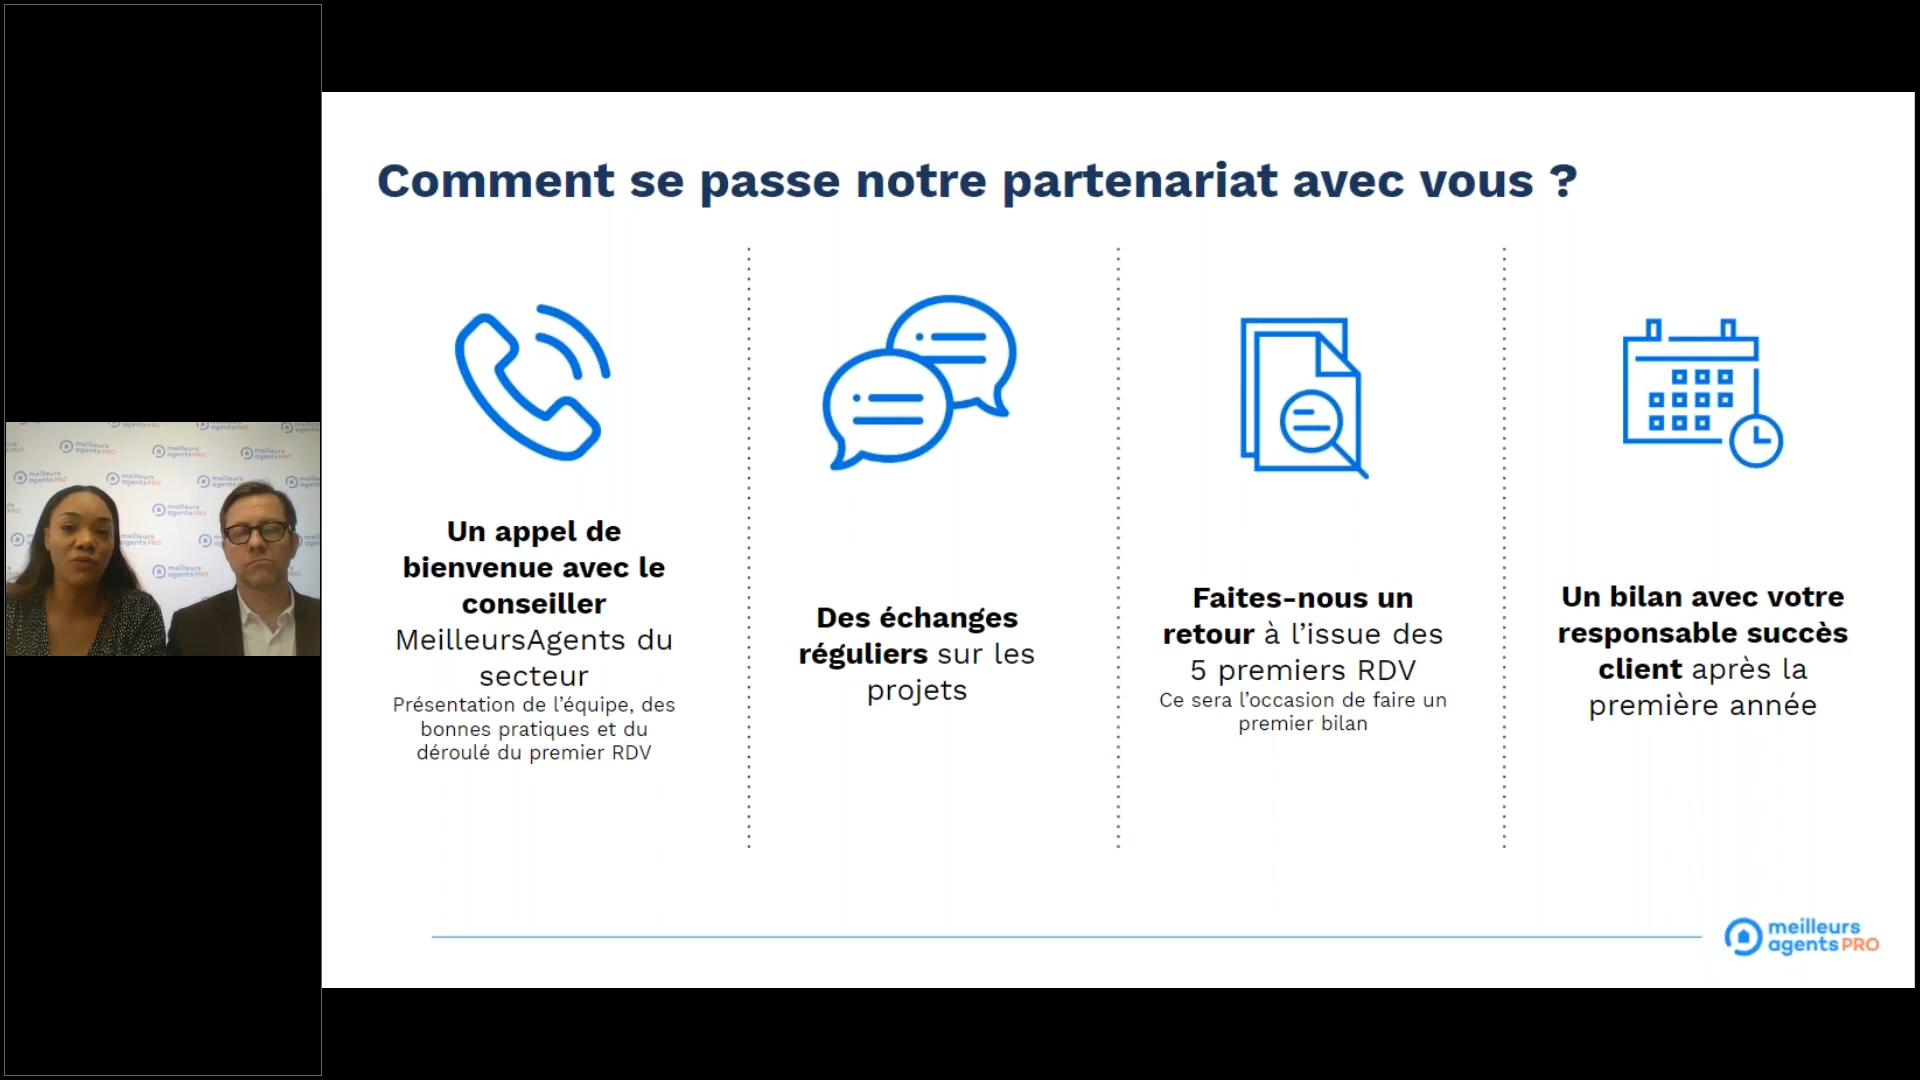 Comment se passe notre partenariat avec vous ?
Un appel de
bienvenue avec le
conseiller
MeilleursAgents du
secteur
Présentation de l’équipe, des
bonnes pratiques et du
déroulé du premier RDV
Des échanges
réguliers sur les
projets
Faites-nous un
retour à l’issue des
5 premiers RDV
Ce sera l’occasion de faire un
premier bilan
Un bilan avec votre
responsable succès
client après la
première année
meilleurs
agents PRO